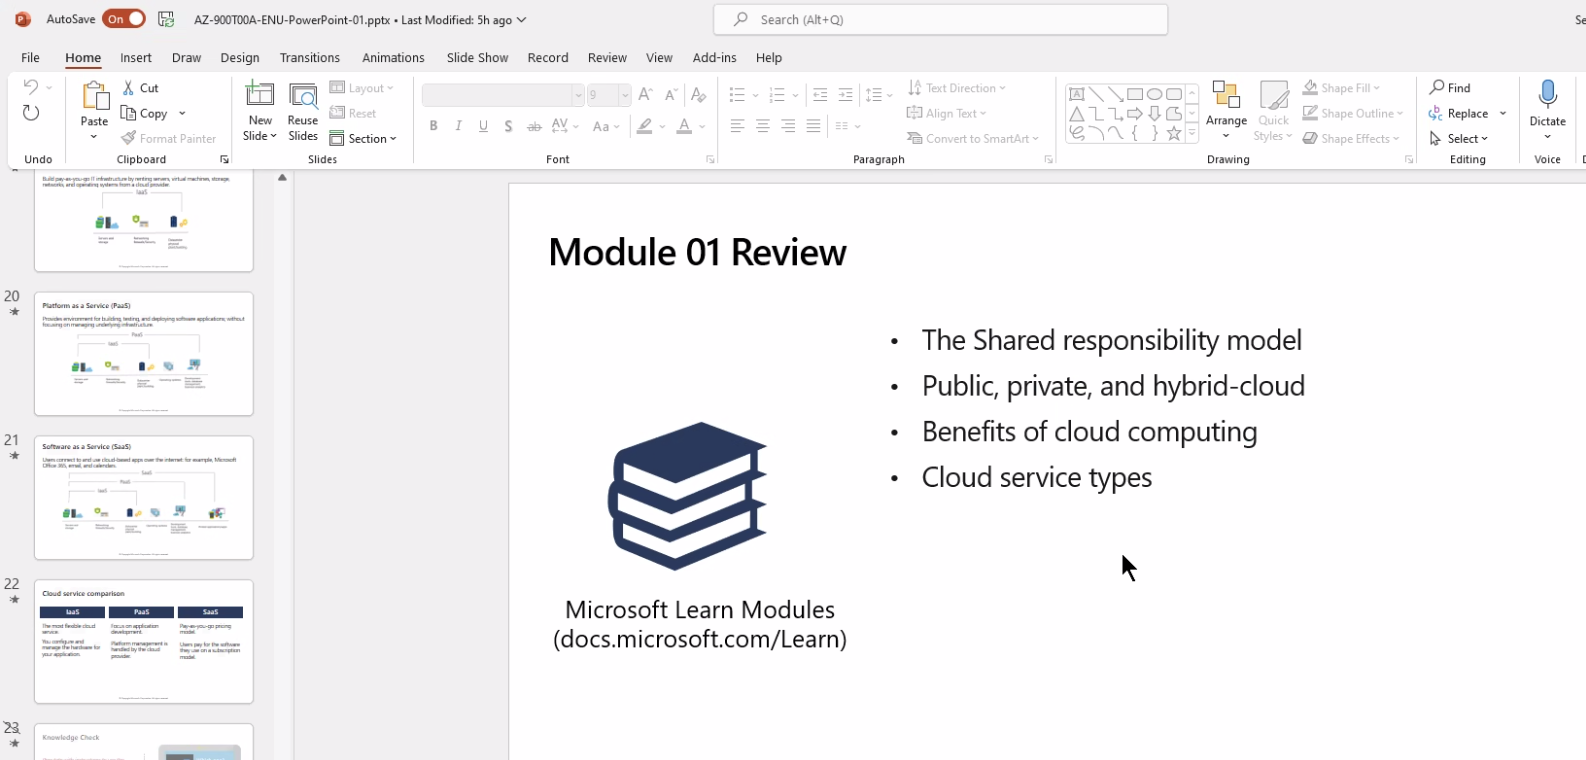 AutoSave On AZ-900T00A-ENU-PowerPoint-01.pptx • Last Modified: 5h ago Search (Alt+Q) Se
File Home Insert Draw Design Transitions Animations Slide Show Record Review View Add-ins Help
Undo
Paste
Cut
Copy
Format Painter
Clipboard
New Slide
Reuse Slides
Layout
Reset
Section
Slides
9
B I U S ab AV Aa A
Font
Text Direction
Align Text
Convert to SmartArt
Paragraph
Arrange
Quick Styles
Shape Fill
Shape Outline
Shape Effects
Drawing
Find
Replace
Select
Editing
Dictate
Voice
Build pay-as-you-go IT infrastructure by renting servers, virtual machines, storage,
networks, and operating systems from a cloud provider.
IaaS
20
Platform as a Service (PaaS)
Provides environment for building, testing, and deploying software applications; without
focusing on managing underlying infrastructure.
PaaS
IaaS
21
Software as a Service (SaaS)
Users connect to and use cloud-based apps over the internet: for example, Microsoft
Office 365, email, and calendars.
SaaS
PaaS
IaaS
22
Cloud service comparison
IaaS PaaS SaaS
The most flexible cloud
service.
You configure and
manage the hardware for
your application.
Focus on application
development.
Platform management is
handled by the cloud
provider.
Pay-as-you-go pricing
model.
Users pay for the software
they use on a subscription
model.
23
Knowledge Check
Module 01 Review
• The Shared responsibility model
• Public, private, and hybrid-cloud
• Benefits of cloud computing
• Cloud service types
Microsoft Learn Modules
(docs.microsoft.com/Learn)